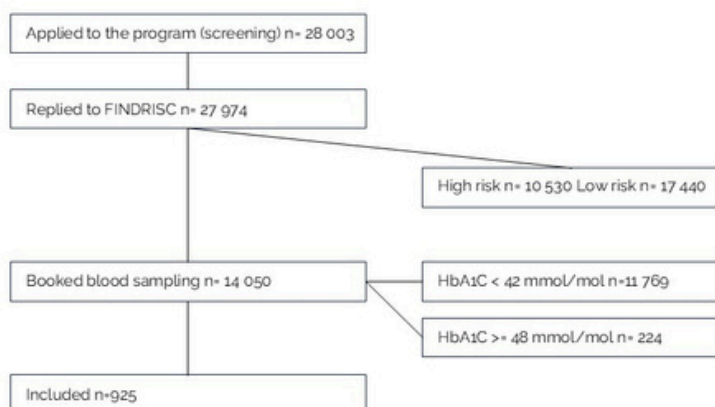 Applied to the program (screening) n= 28 003
Replied to FINDRISC n= 27 974
High risk n= 10 530 Low risk n= 17 440
Booked blood sampling n= 14 050
HbA1C < 42 mmol/mol n=11 769
HbA1C >= 48 mmol/mol n= 224
Included n=925